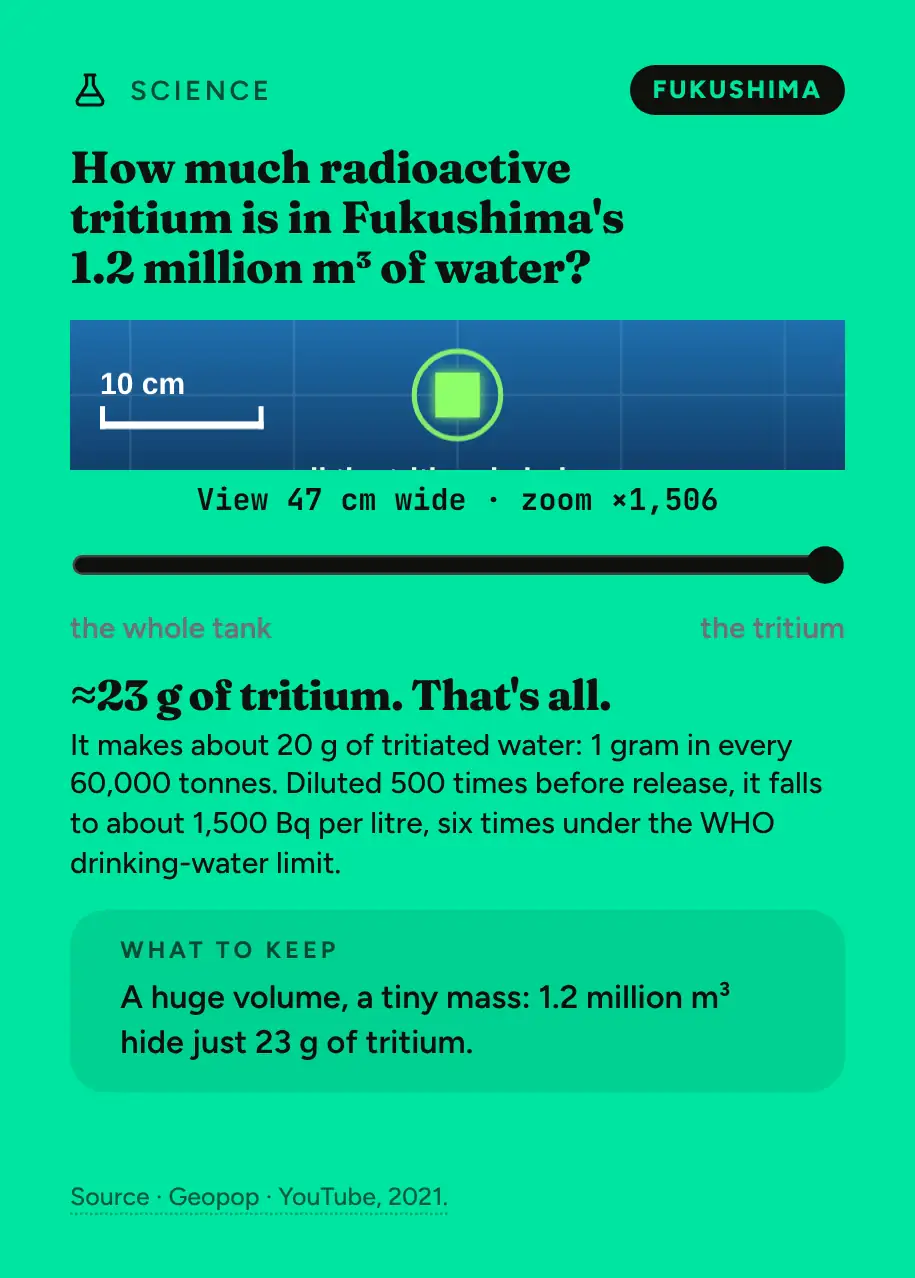 SCIENCE
FUKUSHIMA
How much radioactive
tritium is in Fukushima's
1.2 million m³ of water?
10 cm
View 47 cm wide · zoom ×1,506
the whole tank
the tritium
≈23 g of tritium. That's all.
It makes about 20 g of tritiated water: 1 gram in every
60,000 tonnes. Diluted 500 times before release, it falls
to about 1,500 Bq per litre, six times under the WHO
drinking-water limit.
WHAT TO KEEP
A huge volume, a tiny mass: 1.2 million m³
hide just 23 g of tritium.
Source · Geopop · YouTube, 2021.